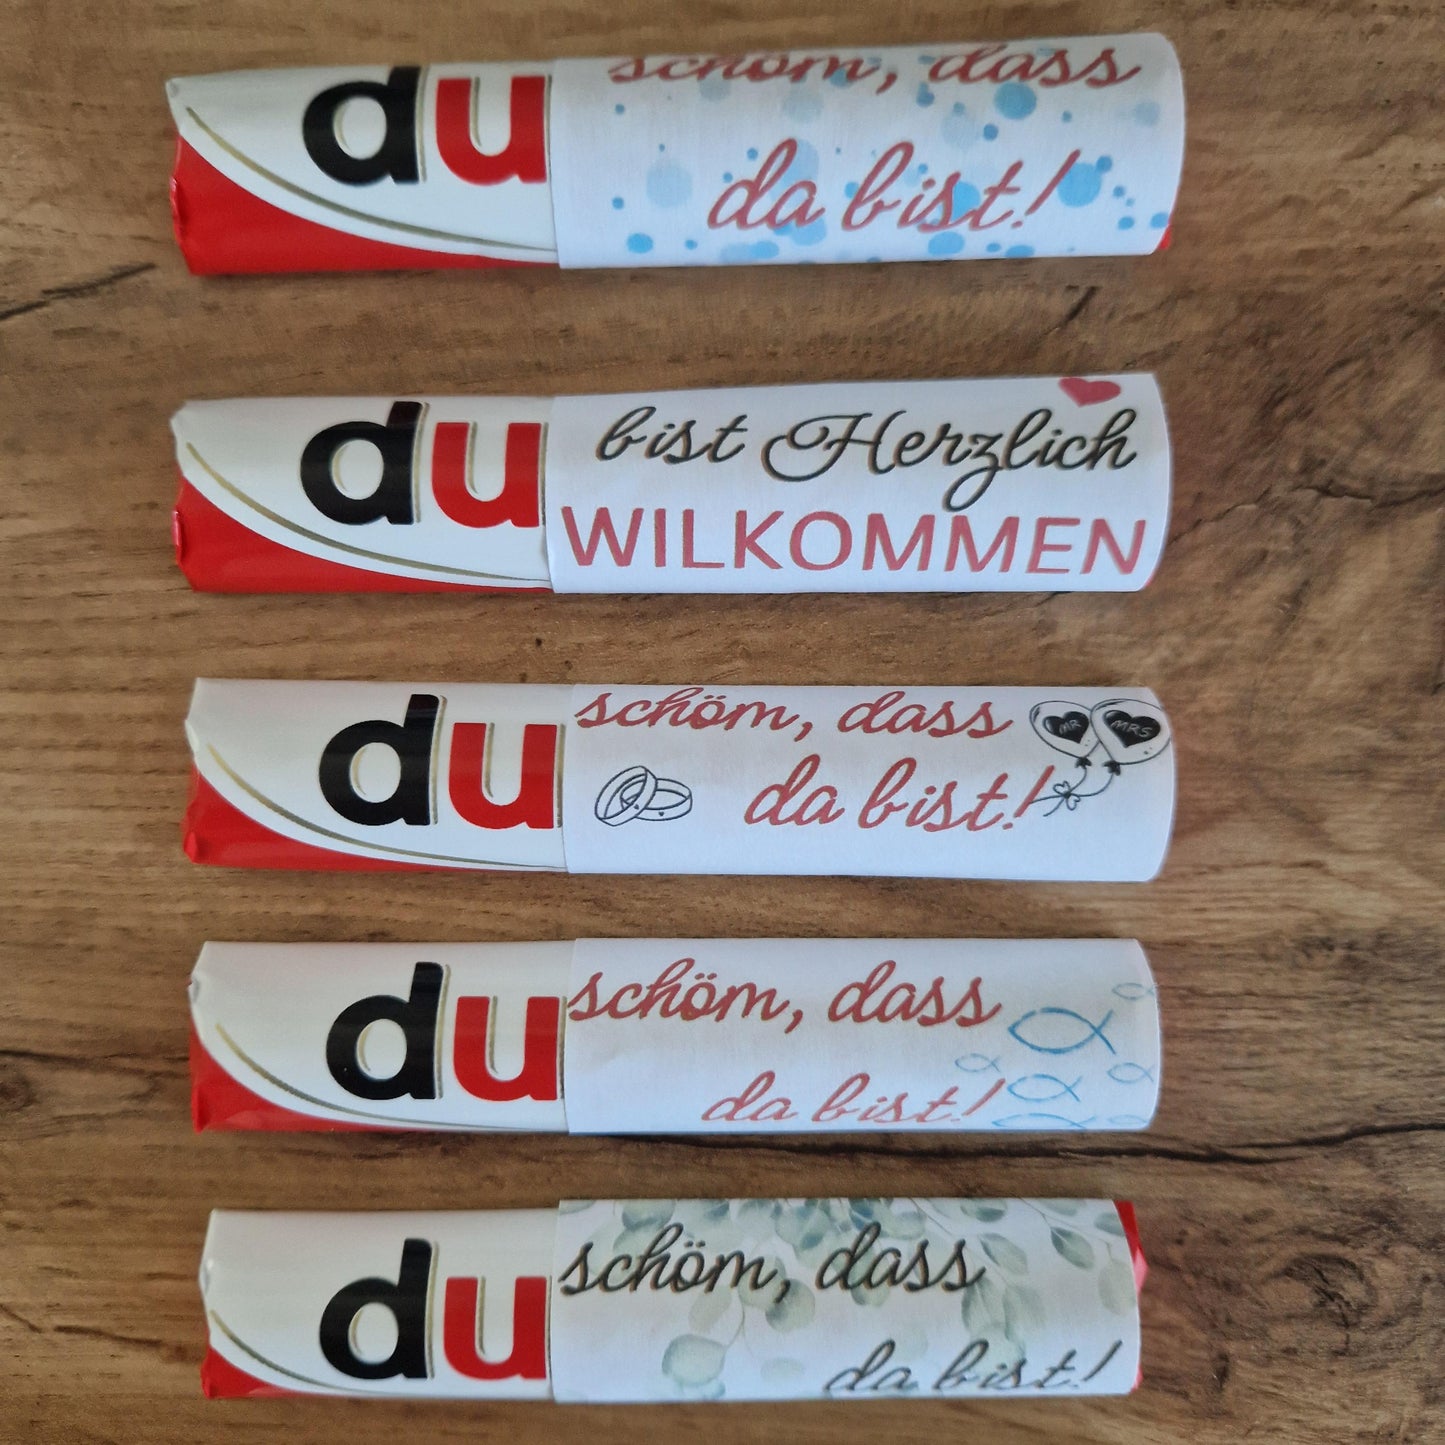 du
schöm, dass
da bist!
du
bist Herzlich
WILKOMMEN
du
schöm, dass
da bist!
MR
MRS
du
schöm, dass
da bist!
du
schöm, dass
da bist!